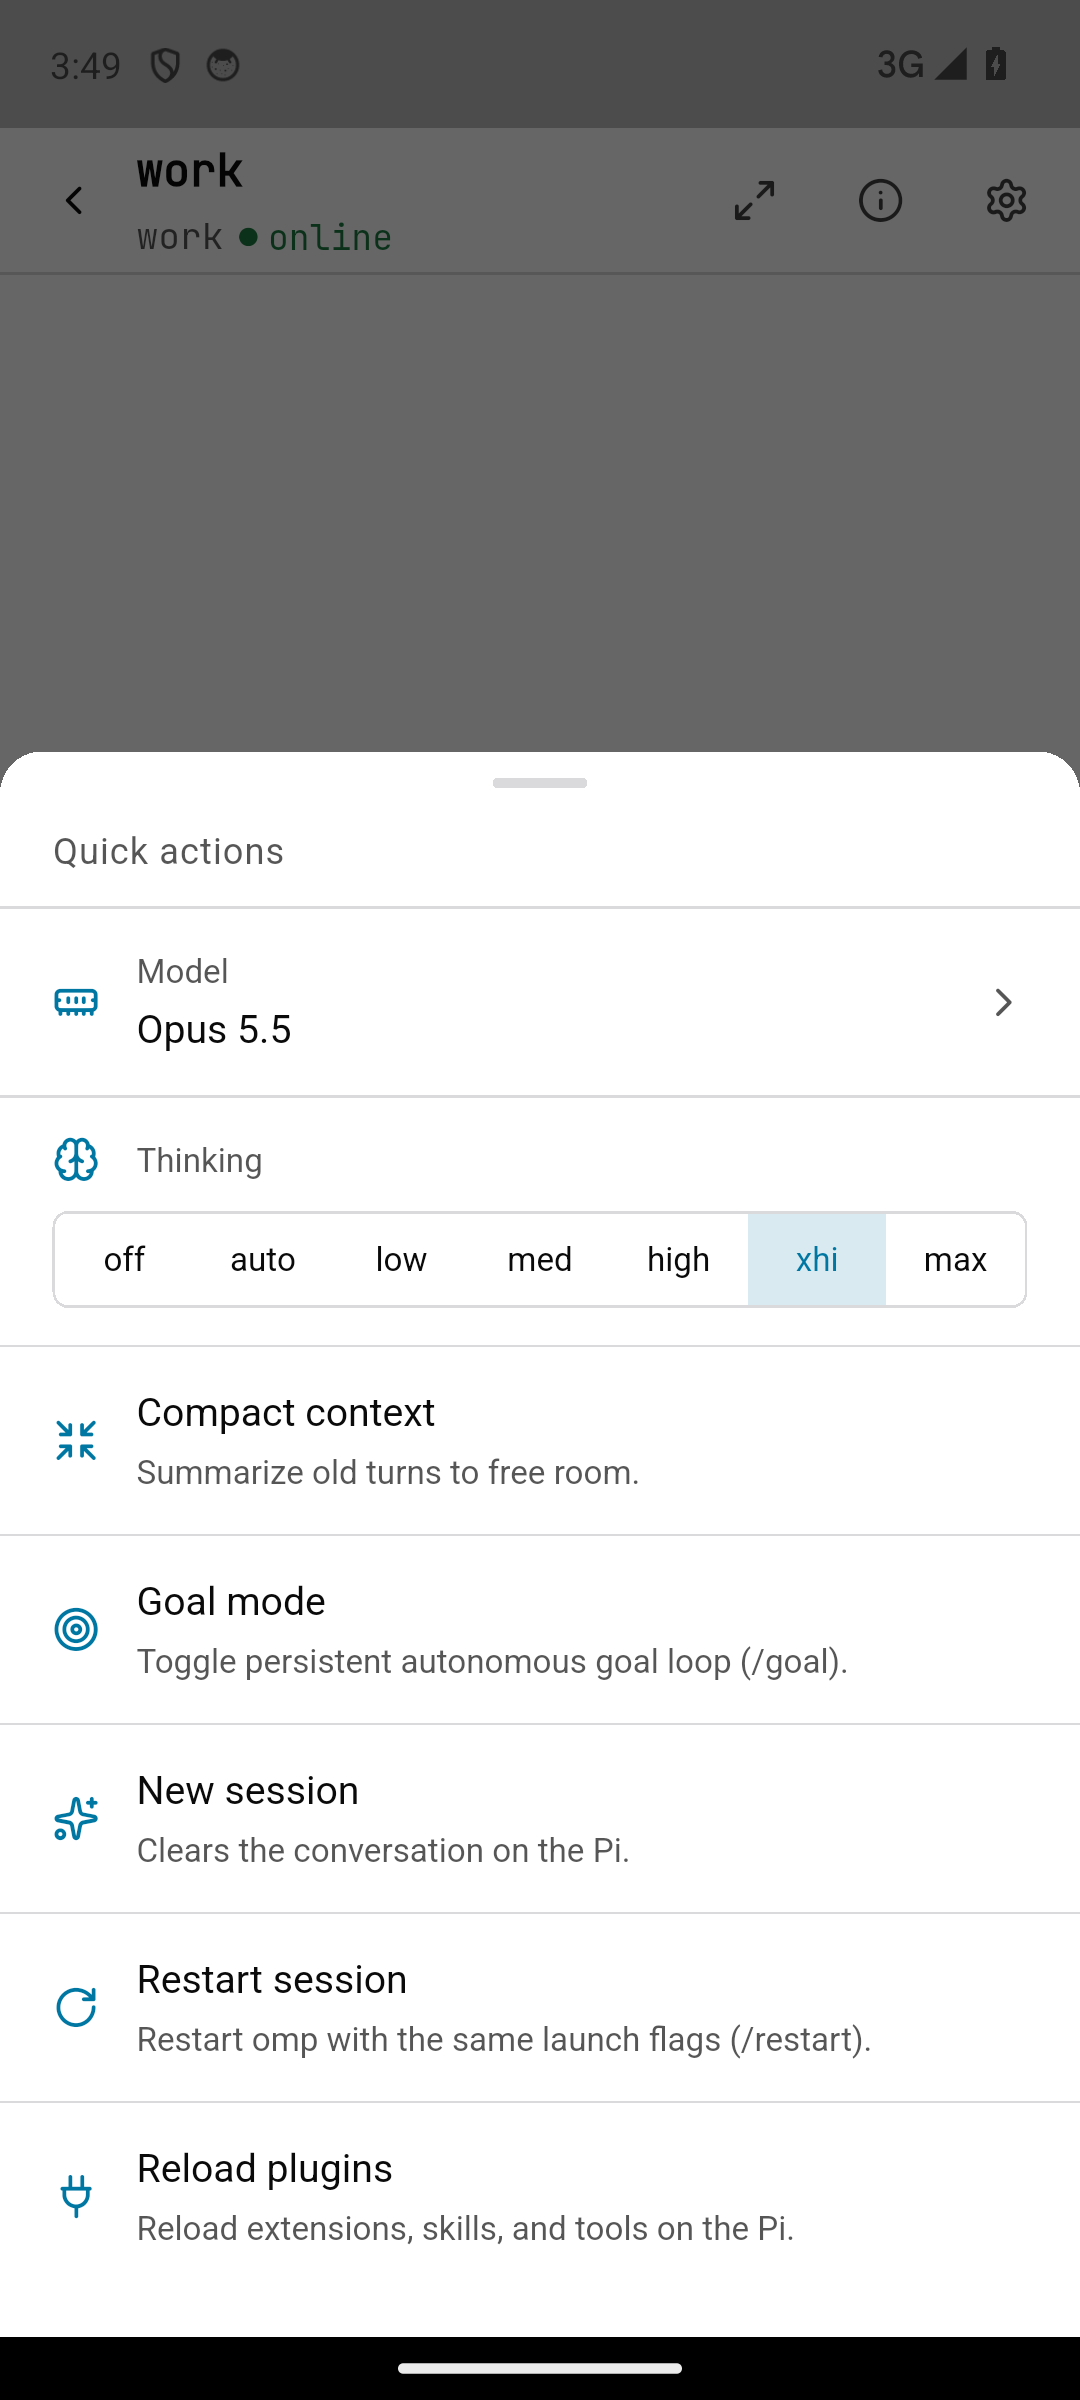 3:49
3G
work
work online
Quick actions
Model
Opus 5.5
Thinking
off auto low med high xhi max
Compact context
Summarize old turns to free room.
Goal mode
Toggle persistent autonomous goal loop (/goal).
New session
Clears the conversation on the Pi.
Restart session
Restart omp with the same launch flags (/restart).
Reload plugins
Reload extensions, skills, and tools on the Pi.